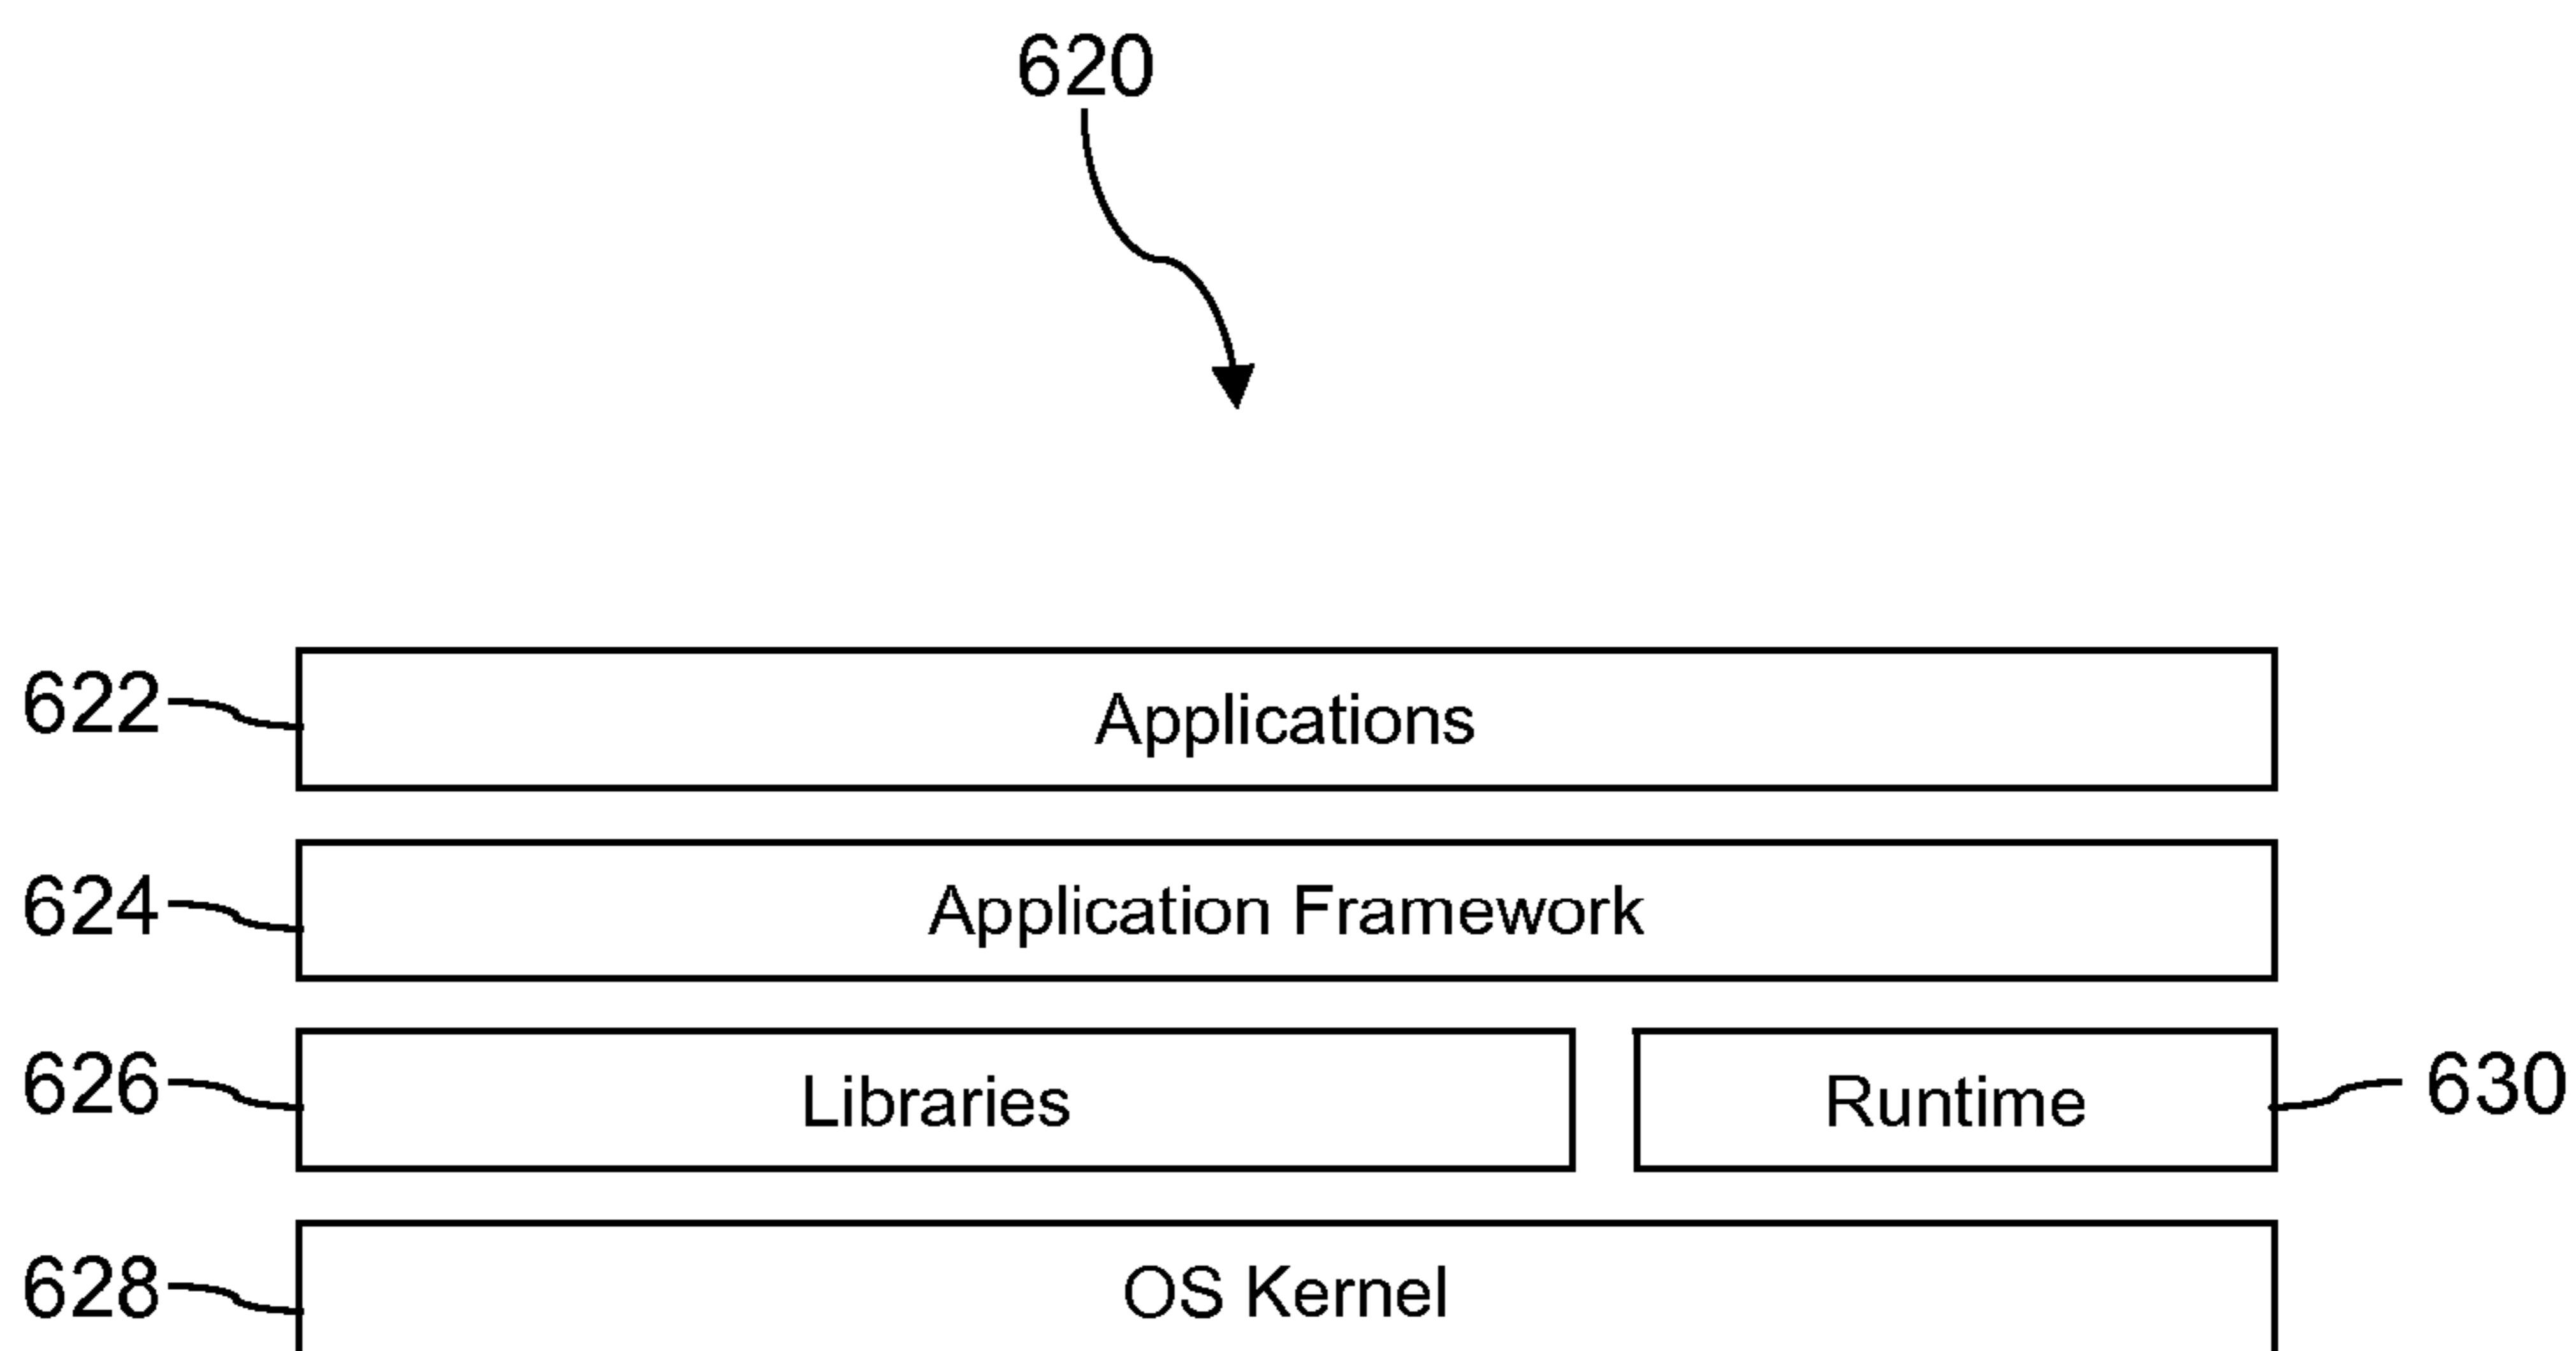 620
622 Applications
624 Application Framework
626 Libraries Runtime 630
628 OS Kernel